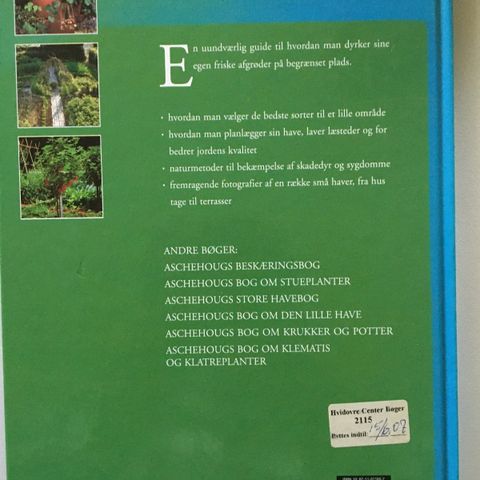 En uundværlig guide til hvordan man dyrker sine
egen friske afgrøder på begrænset plads.
· hvordan man vælger de bedste sorter til et lille område
· hvordan man planlægger sin have, laver læsteder og for
bedrer jordens kvalitet
· naturmetoder til bekæmpelse af skadedyr og sygdomme
· fremragende fotografier af en række små haver, fra hus
tage til terrasser
ANDRE BØGER:
ASCHEHOUGS BESKÆRINGSBOG
ASCHEHOUGS BOG OM STUEPLANTER
ASCHEHOUGS STORE HAVEBOG
ASCHEHOUGS BOG OM DEN LILLE HAVE
ASCHEHOUGS BOG OM KRUKKER OG POTTER
ASCHEHOUGS BOG OM KLEMATIS
OG KLATREPLANTER
Hvidovre Center Bøger
2115
Byttes indtil: 15/6 07